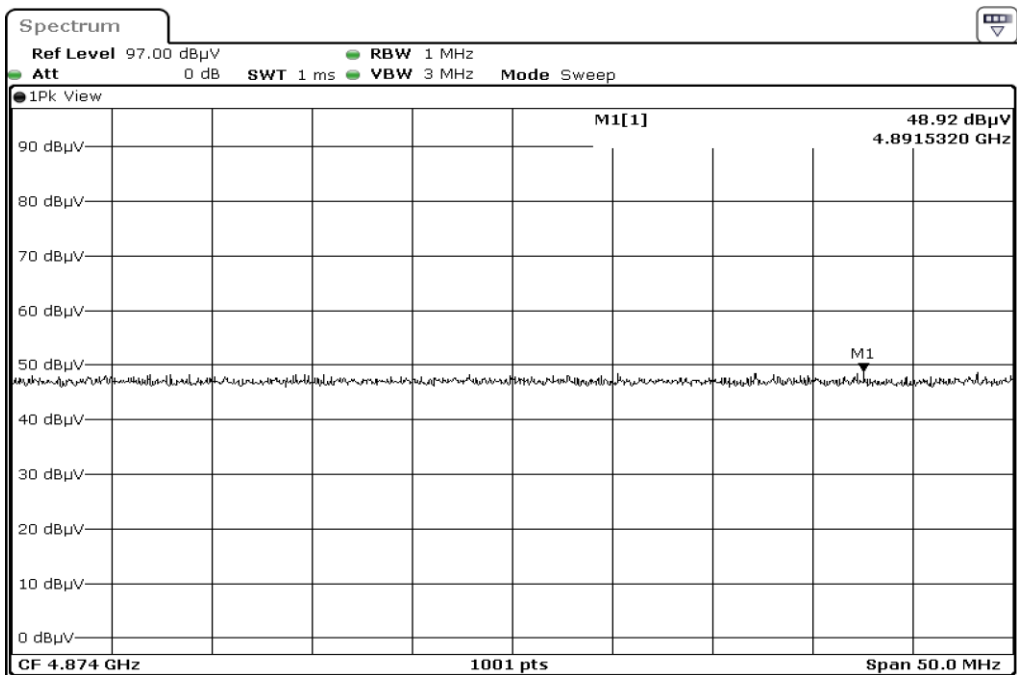 Spectrum
Ref Level 97.00 dBµV RBW 1 MHz
Att 0 dB SWT 1 ms VBW 3 MHz Mode Sweep
1Pk View
M1[1] 48.92 dBµV
4.8915320 GHz
90 dBµV
80 dBµV
70 dBµV
60 dBµV
M1
50 dBµV
40 dBµV
30 dBµV
20 dBµV
10 dBµV
0 dBµV
CF 4.874 GHz 1001 pts Span 50.0 MHz